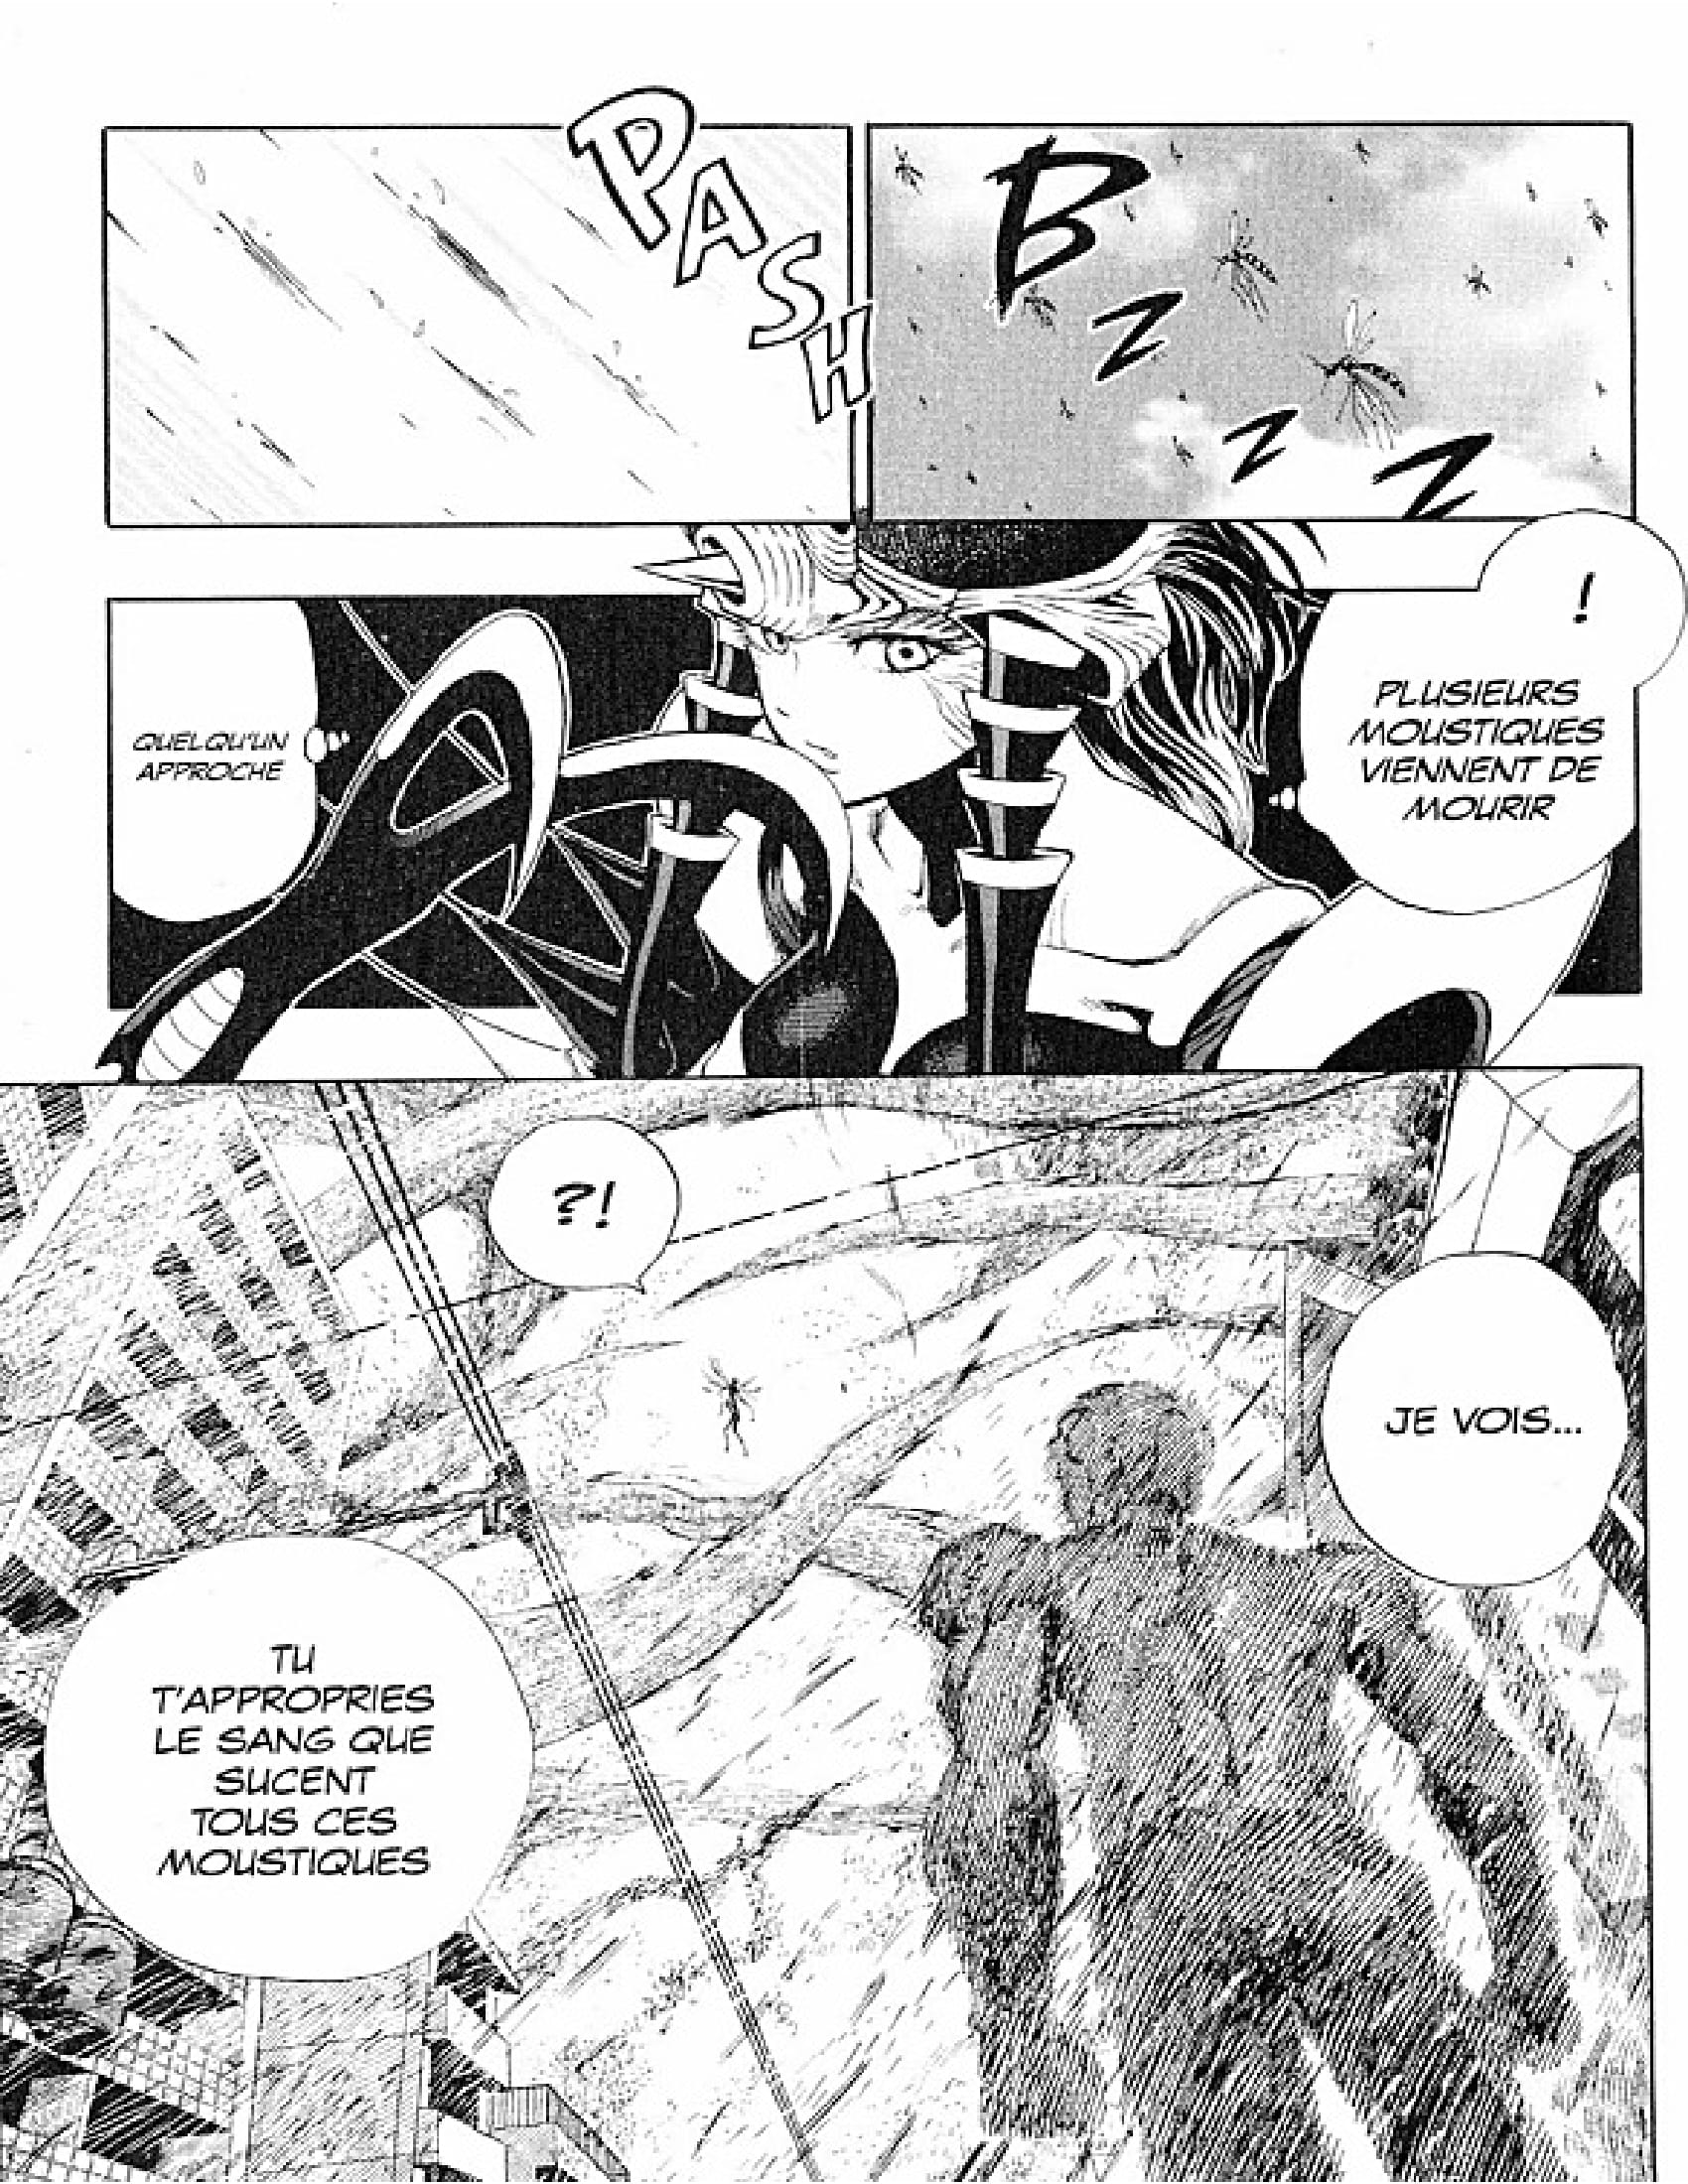 BZZZ
PASH
!
PLUSIEURS
MOUSTIQUES
VIENNENT DE
MOURIR
QUELQU'UN
APPROCHE
?!
JE VOIS...
TU
T'APPROPRIES
LE SANG QUE
SUCENT
TOUS CES
MOUSTIQUES